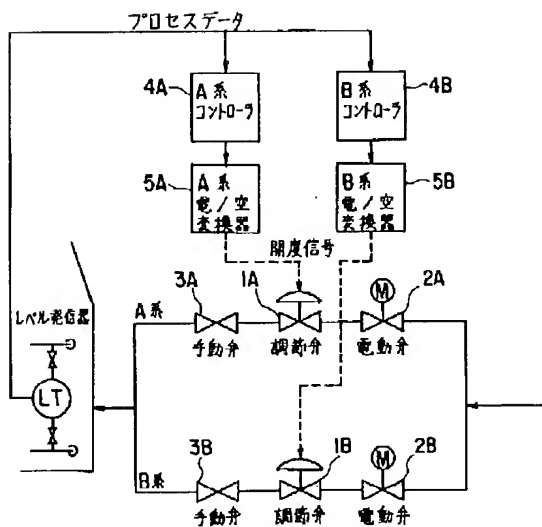 プロセスデータ
4A
A系
コントローラ
B系
コントローラ
4B
5A
A系
電/空
変換器
B系
電/空
変換器
5B
開度信号
3A
1A
M
2A
A系
レベル発信器
手動弁
調節弁
電動弁
LT
3B
1B
M
2B
B系
手動弁
調節弁
電動弁